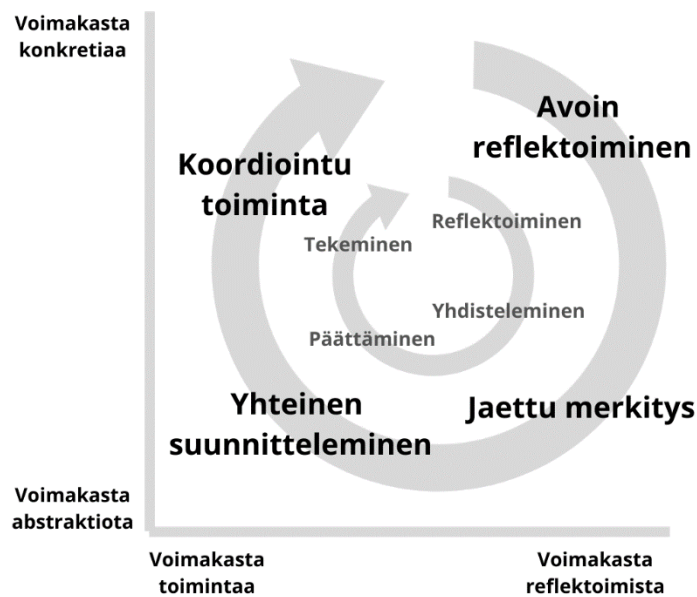 Voimakasta
konkretiaa
Avoin
reflektoiminen
Koordiointu
toiminta
Reflektoiminen
Tekeminen
Yhdisteleminen
Päättäminen
Yhteinen
suunnitteleminen
Jaettu merkitys
Voimakasta
abstraktiota
Voimakasta
toimintaa
Voimakasta
reflektoimista